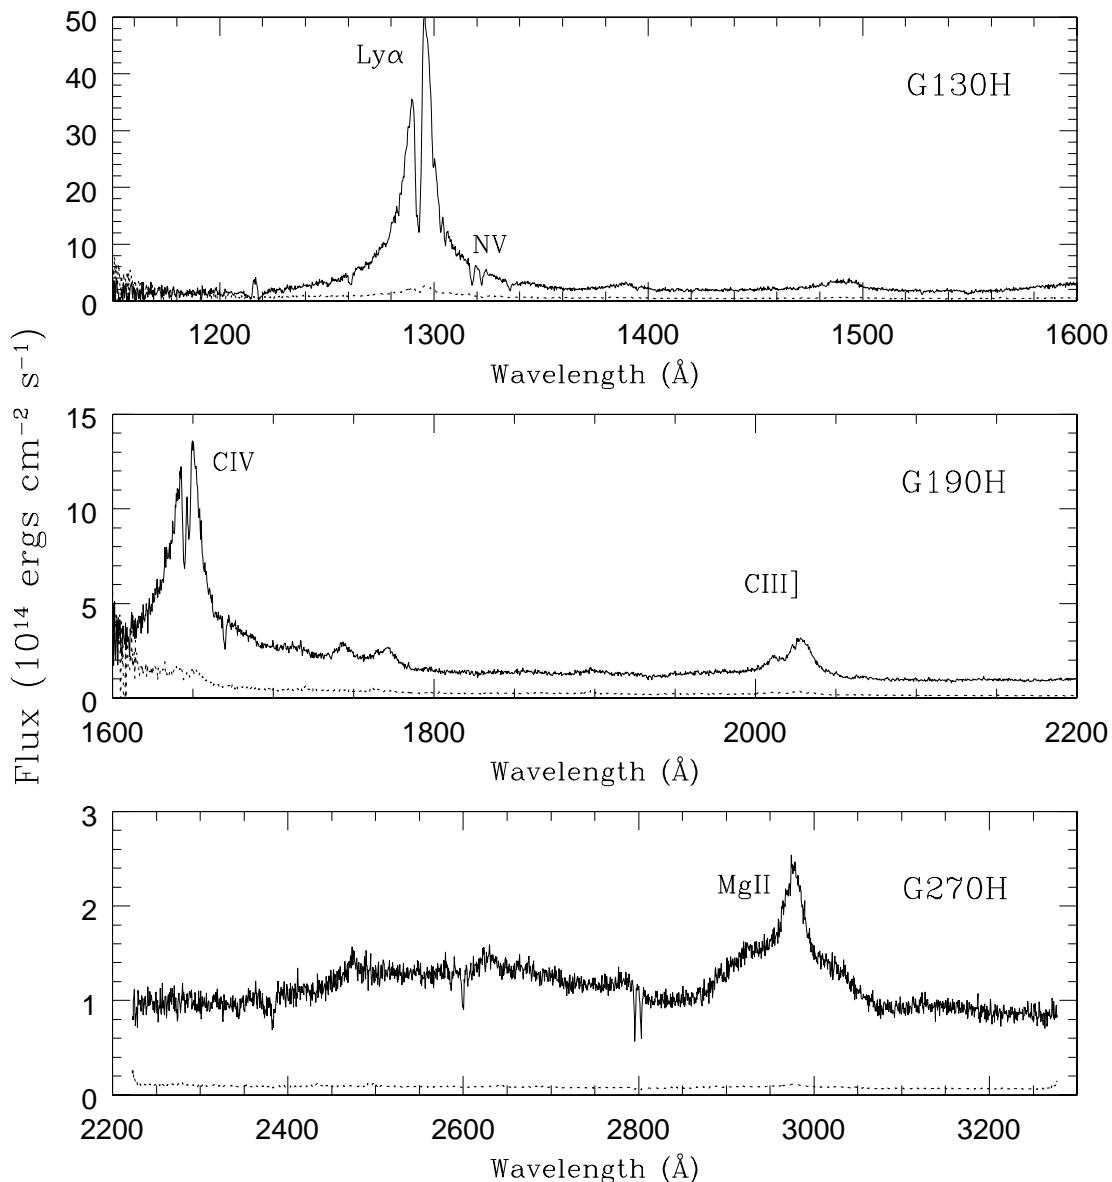 50
40
30
20
10
0
Lyα
NV
G130H
1200 1300 1400 1500 1600
Wavelength (Å)
15
10
5
0
CIV
CIII]
G190H
1600 1800 2000 2200
Wavelength (Å)
Flux (10¹⁴ ergs cm⁻² s⁻¹)
3
2
1
0
MgII
G270H
2200 2400 2600 2800 3000 3200
Wavelength (Å)